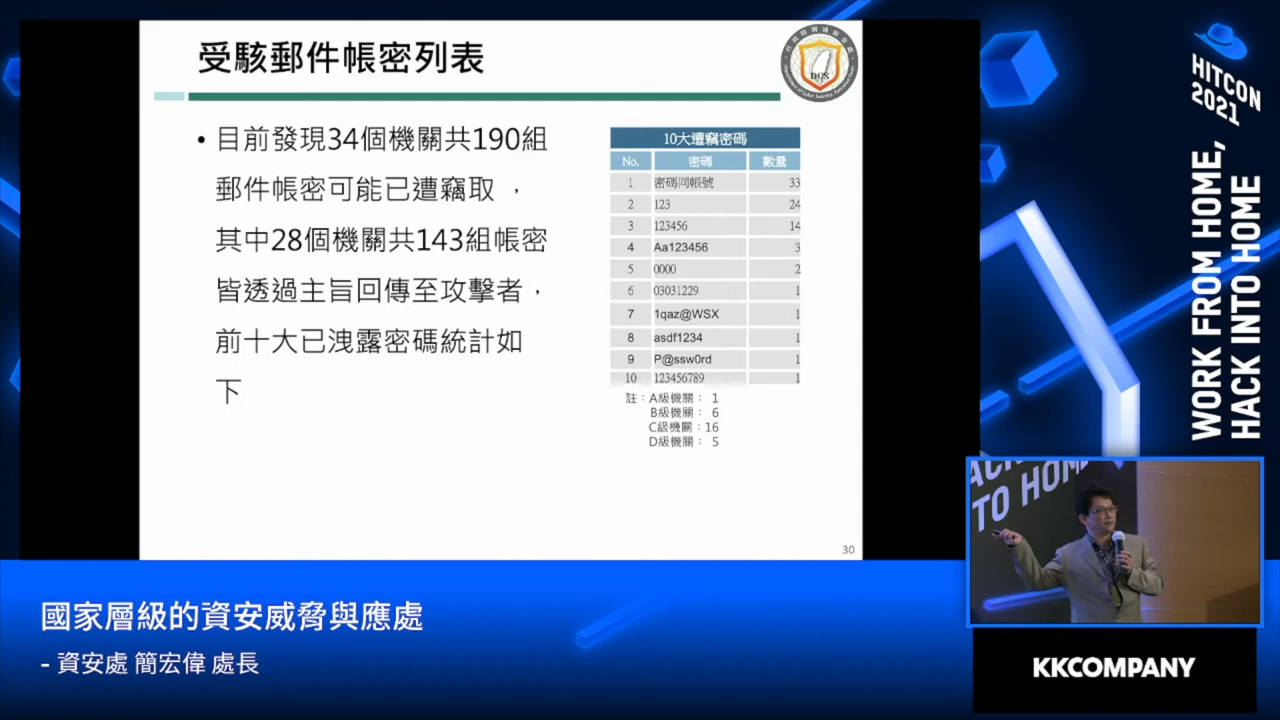 受駭郵件帳密列表
• 目前發現34個機關共190組
郵件帳密可能已遭竊取 ，
其中28個機關共143組帳密
皆透過主旨回傳至攻擊者，
前十大已洩露密碼統計如
下
10大遭竊密碼
No. 密碼 數量
1 密碼同帳號 33
2 123 24
3 123456 14
4 Aa123456 3
5 0000 2
6 03031229 1
7 1qaz@WSX 1
8 asdf1234 1
9 P@ssw0rd 1
10 123456789 1
註：A級機關： 1
B級機關： 6
C級機關：16
D級機關： 5
30
DCS
HITCON
2021
WORK FROM HOME,
HACK INTO HOME
TO HOM
國家層級的資安威脅與應處
- 資安處 簡宏偉 處長
KKCOMPANY